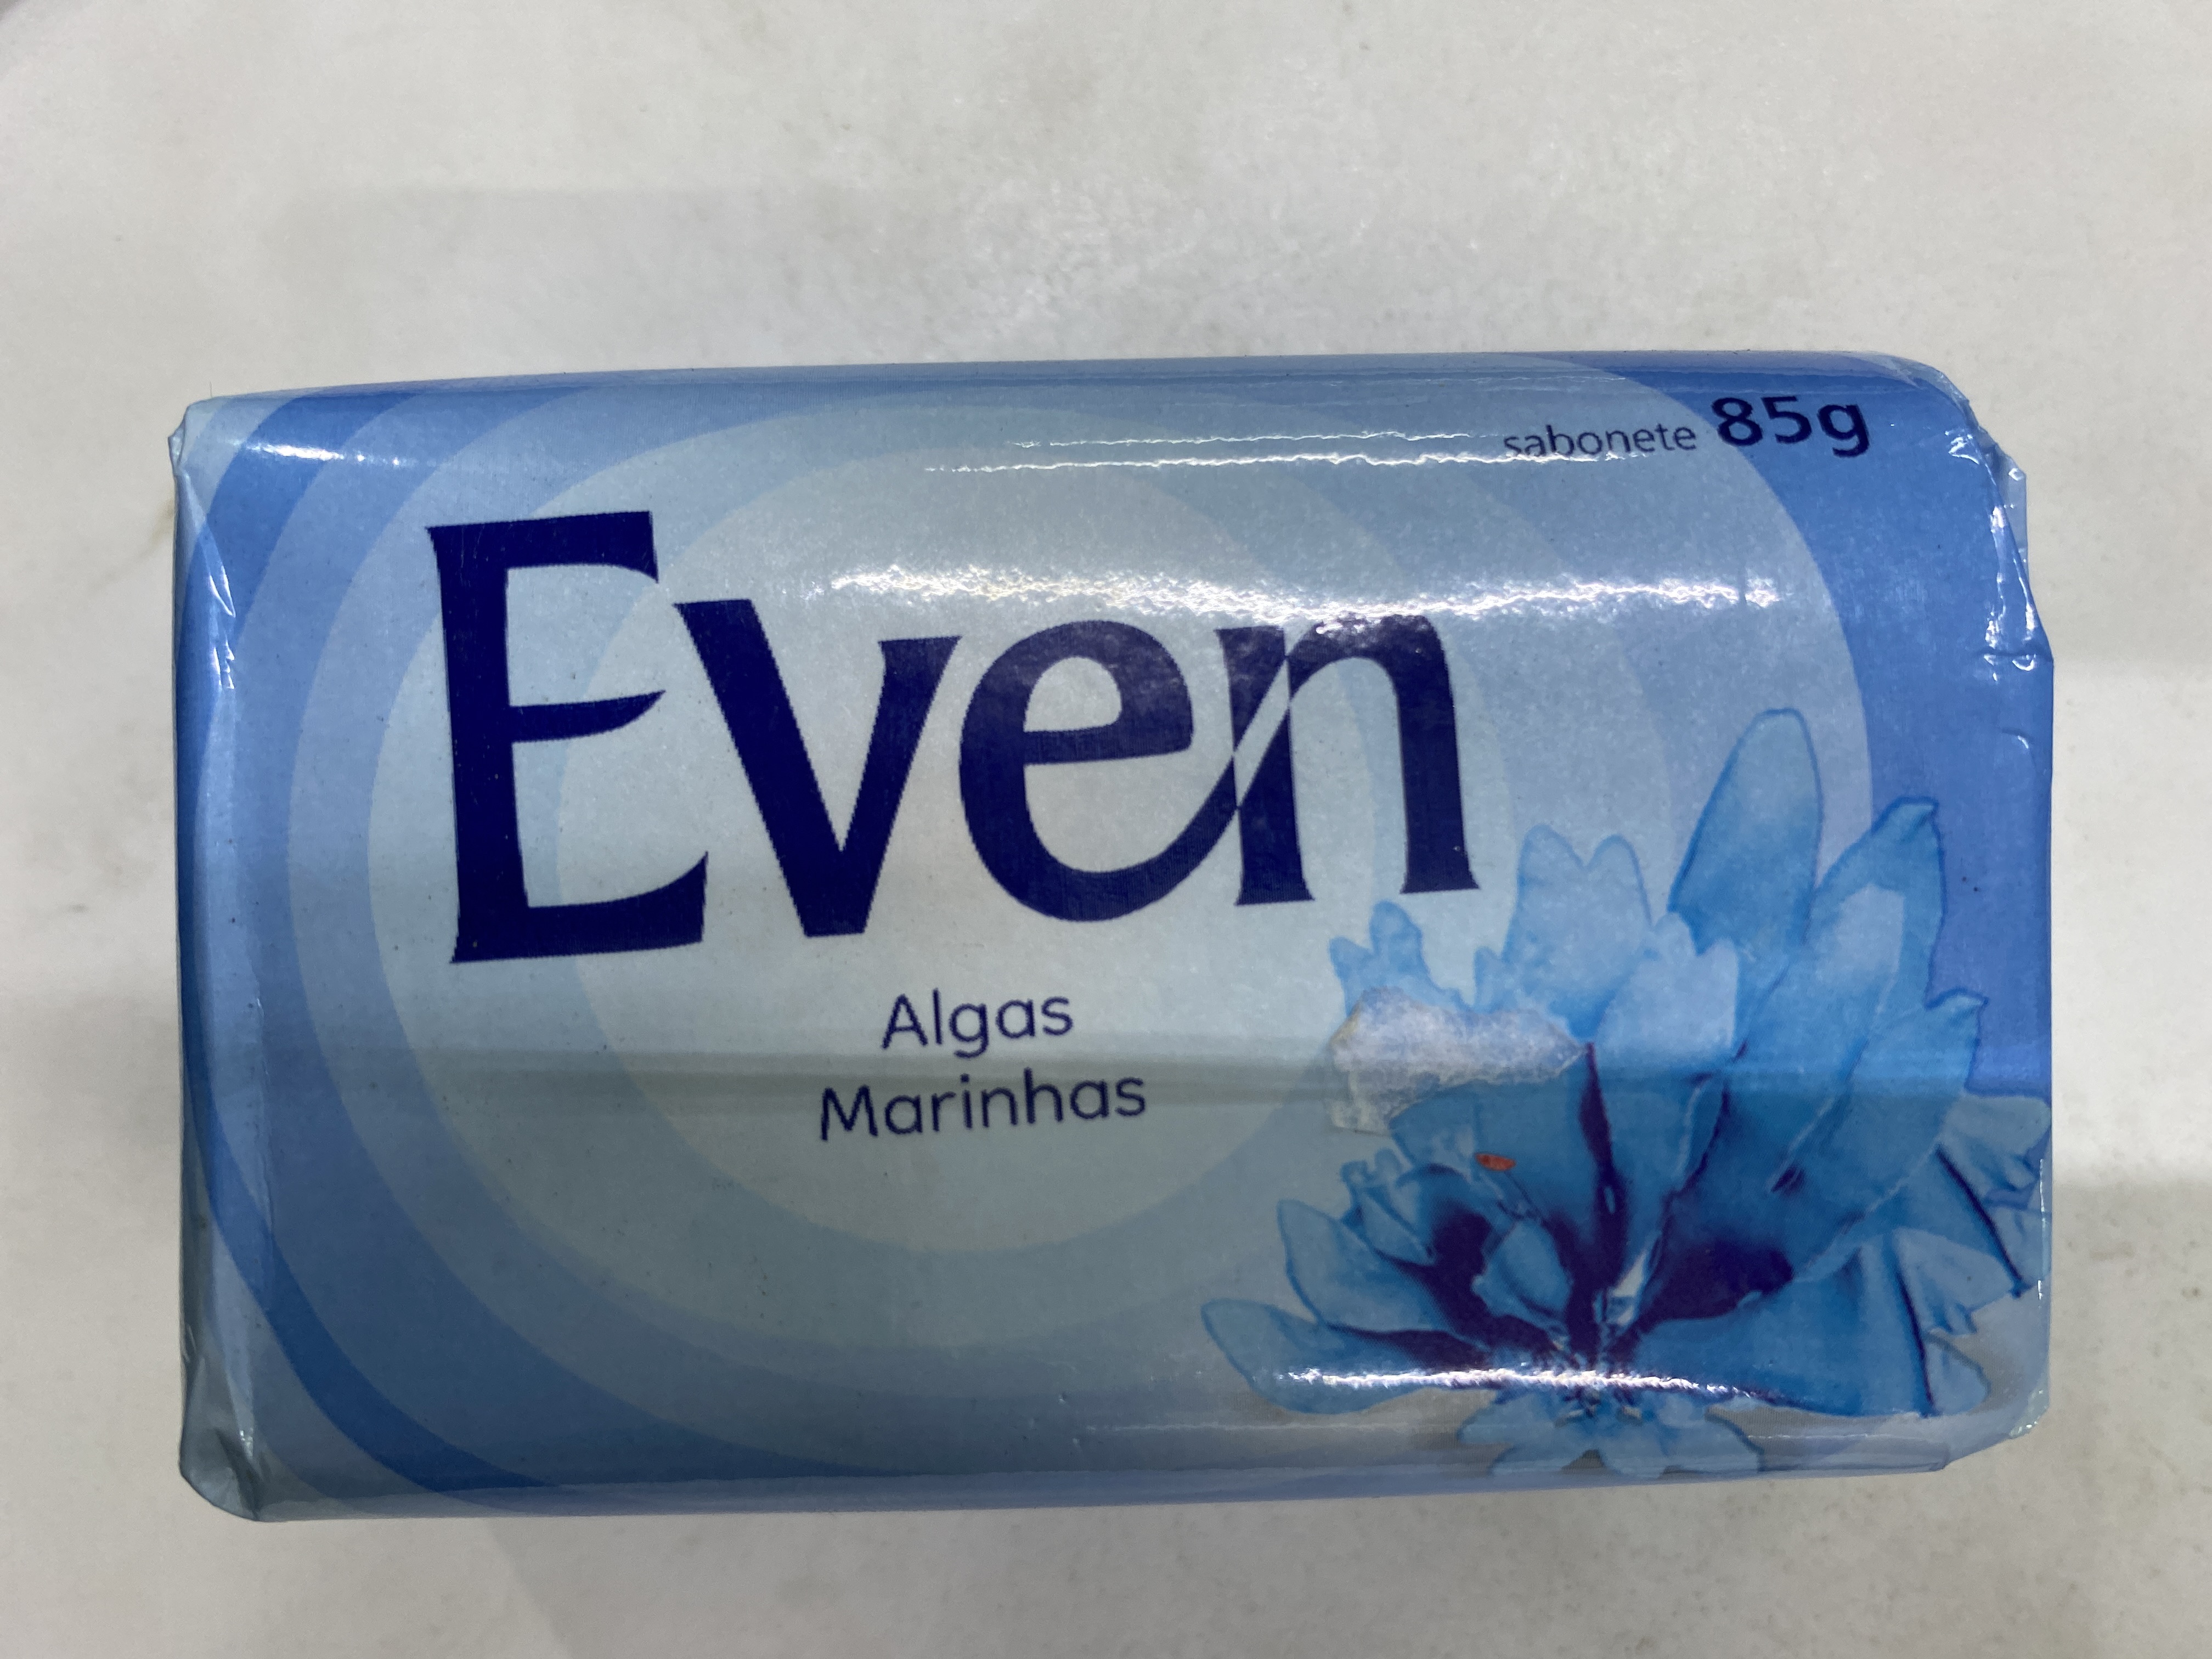 sabonete 85g
Even
Algas
Marinhas